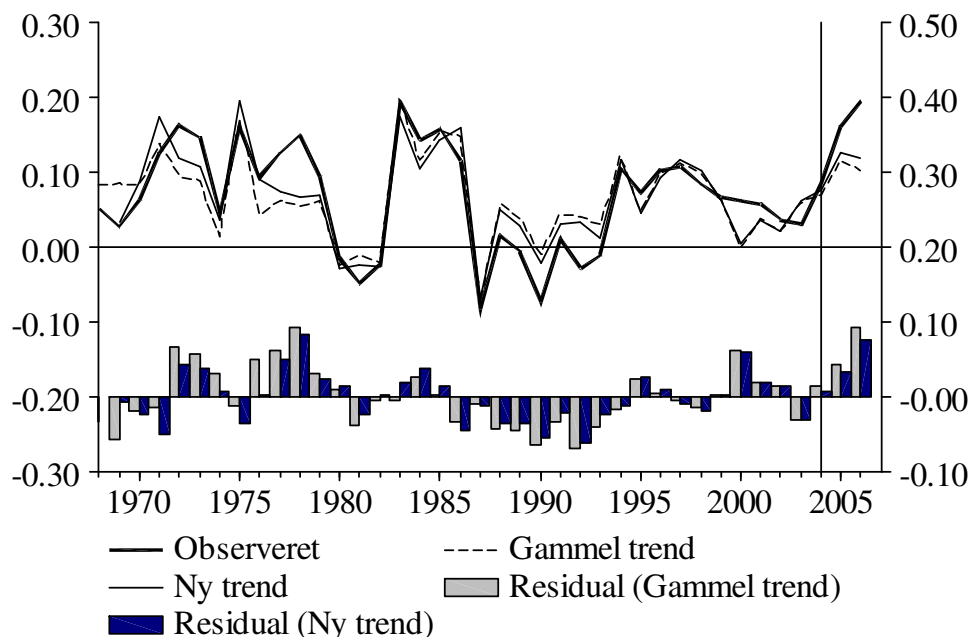 0.30 0.50
0.20 0.40
0.10 0.30
0.00 0.20
-0.10 0.10
-0.20 -0.00
-0.30 -0.10
1970 1975 1980 1985 1990 1995 2000 2005
Observeret Gammel trend
Ny trend Residual (Gammel trend)
Residual (Ny trend)